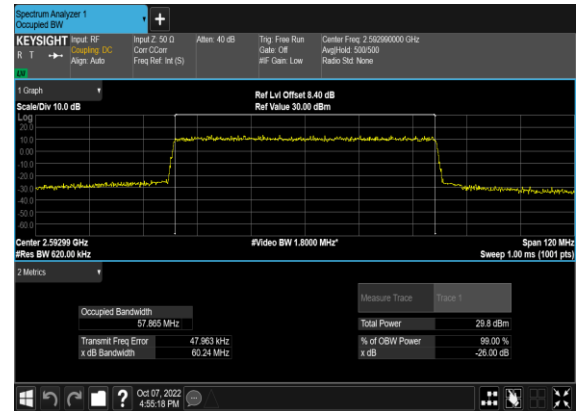 Spectrum Analyzer 1
Occupied BW
KEYSIGHT Input: RF Input Z: 50 Ω Atten: 40 dB Trig: Free Run Center Freq: 2.592990000 GHz
R T Coupling: DC Corr CCorr Gate: Off Avg|Hold: 500/500
Align: Auto Freq Ref: Int (S) #IF Gain: Low Radio Std: None
LXI
1 Graph
Ref Lvl Offset 8.40 dB
Scale/Div 10.0 dB Ref Value 30.00 dBm
Log
20.0
10.0
0.00
-10.0
-20.0
-30.0
-40.0
-50.0
-60.0
Center 2.59299 GHz #Video BW 1.8000 MHz* Span 120 MHz
#Res BW 620.00 kHz Sweep 1.00 ms (1001 pts)
2 Metrics
Measure Trace Trace 1
Occupied Bandwidth
57.865 MHz Total Power 29.8 dBm
Transmit Freq Error 47.963 kHz % of OBW Power 99.00 %
x dB Bandwidth 60.24 MHz x dB -26.00 dB
? Oct 07, 2022
4:55:18 PM